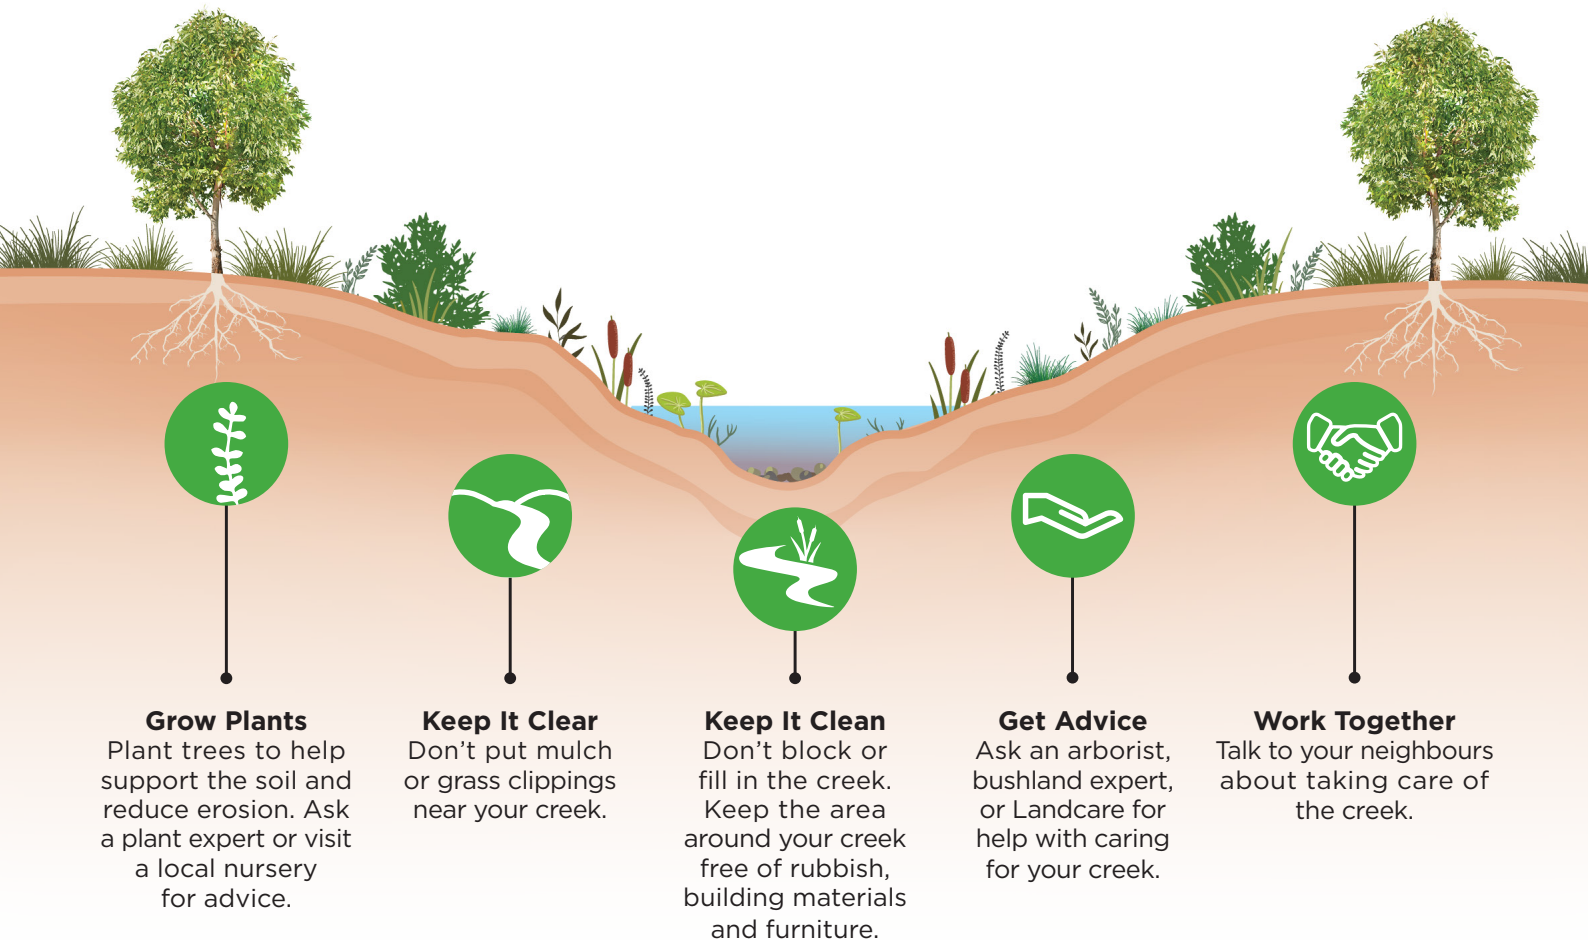 Grow Plants
Plant trees to help
support the soil and
reduce erosion. Ask
a plant expert or visit
a local nursery
for advice.
Keep It Clear
Don't put mulch
or grass clippings
near your creek.
Keep It Clean
Don't block or
fill in the creek.
Keep the area
around your creek
free of rubbish,
building materials
and furniture.
Get Advice
Ask an arborist,
bushland expert,
or Landcare for
help with caring
for your creek.
Work Together
Talk to your neighbours
about taking care of
the creek.